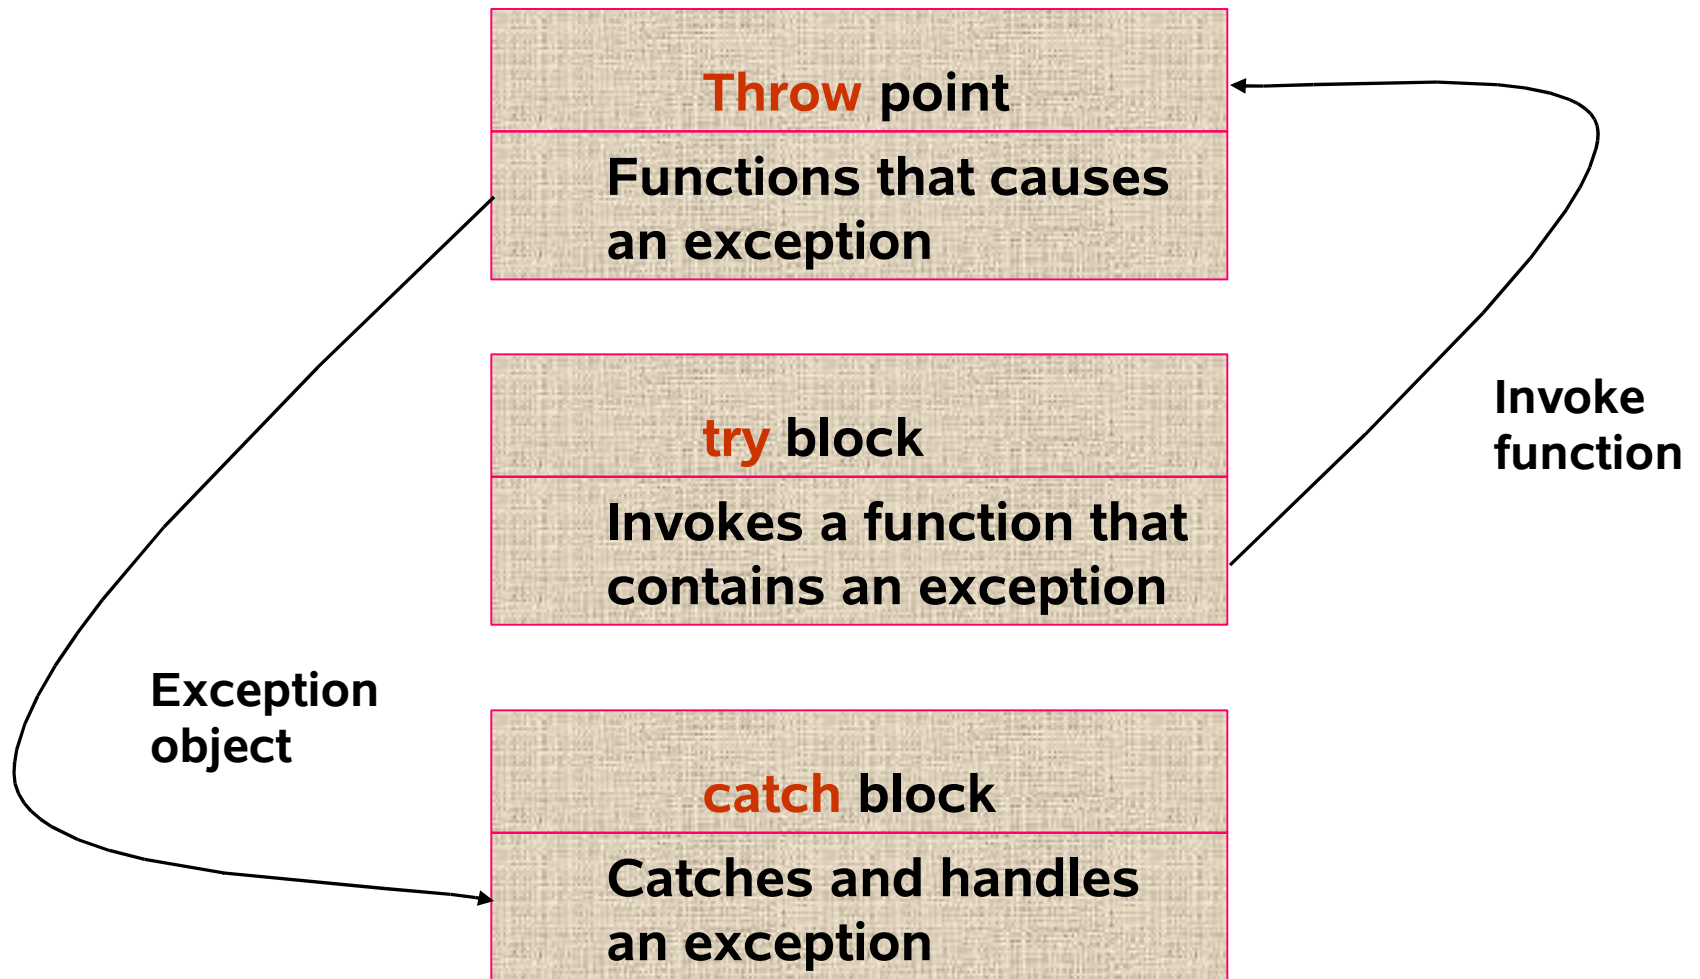 Throw point
Functions that causes
an exception
try block
Invokes a function that
contains an exception
Invoke
function
Exception
object
catch block
Catches and handles
an exception